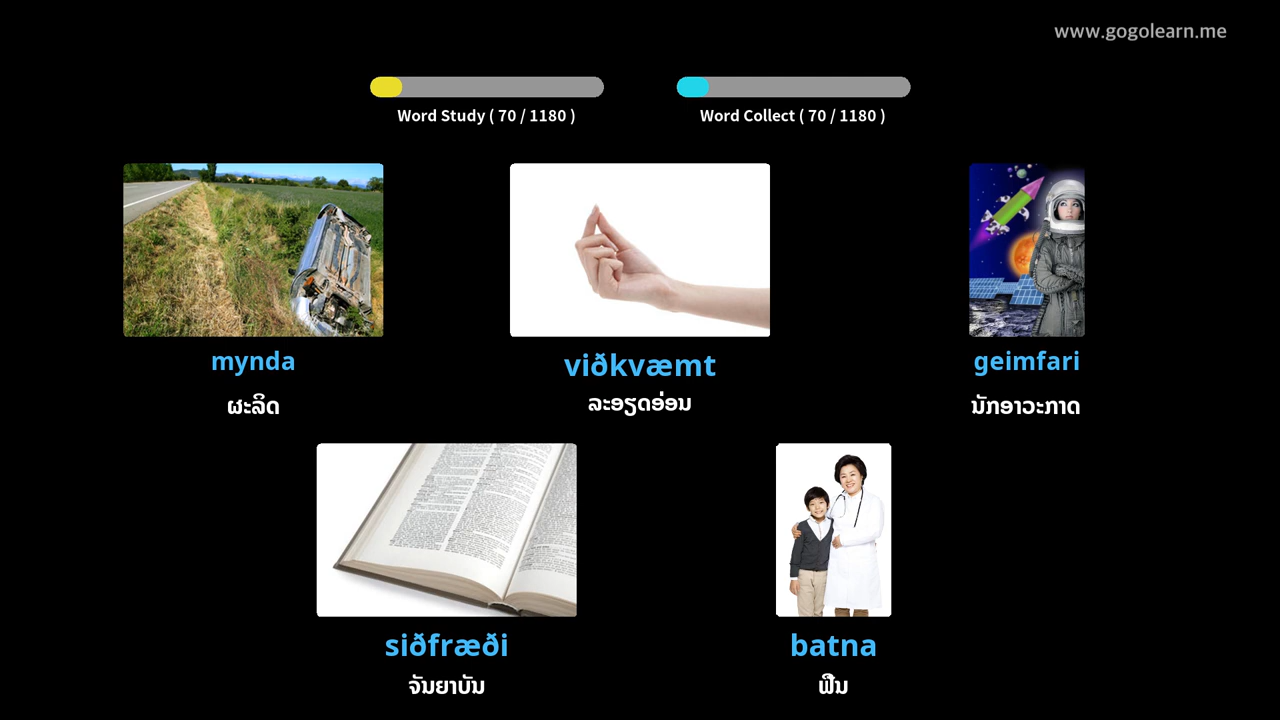 www.gogolearn.me
Word Study ( 70 / 1180 )
Word Collect ( 70 / 1180 )
mynda
ຜະລິດ
viðkvæmt
ລະອຽດອ່ອນ
geimfari
ນັກອາວະກາດ
siðfræði
ຈັນຍາບັນ
batna
ຟື້ນ